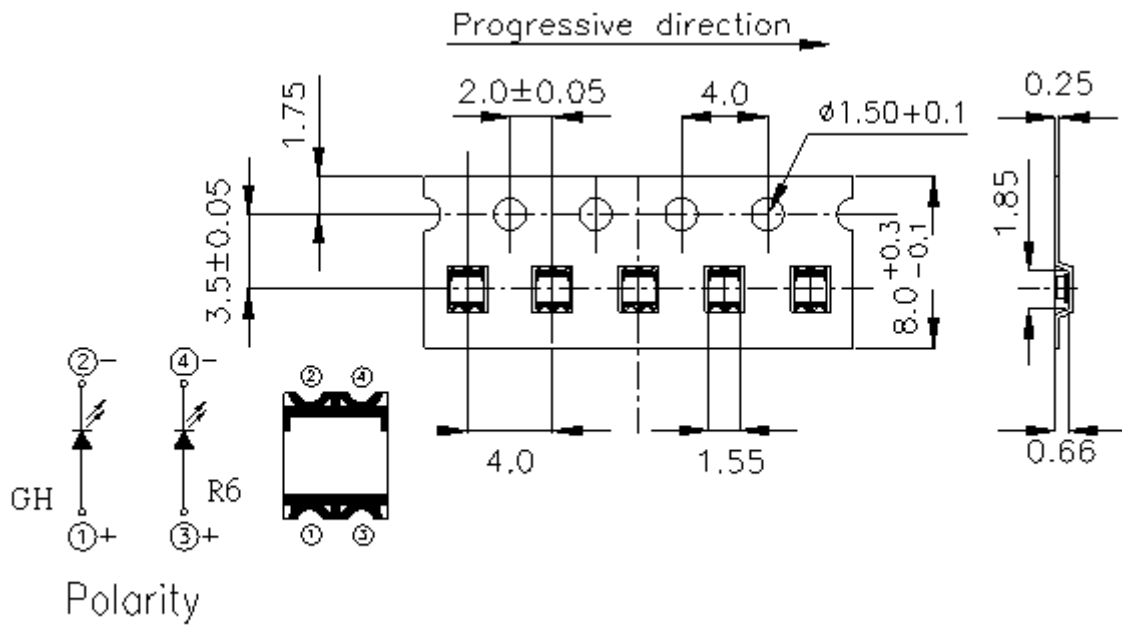 Progressive direction
2.0±0.05
4.0
0.25
1.75
ø1.50+0.1
3.5±0.05
1.85
8.0 +0.3 -0.1
②-
④-
② ④
4.0
1.55
0.66
GH
R6
①+
③+
① ③
Polarity